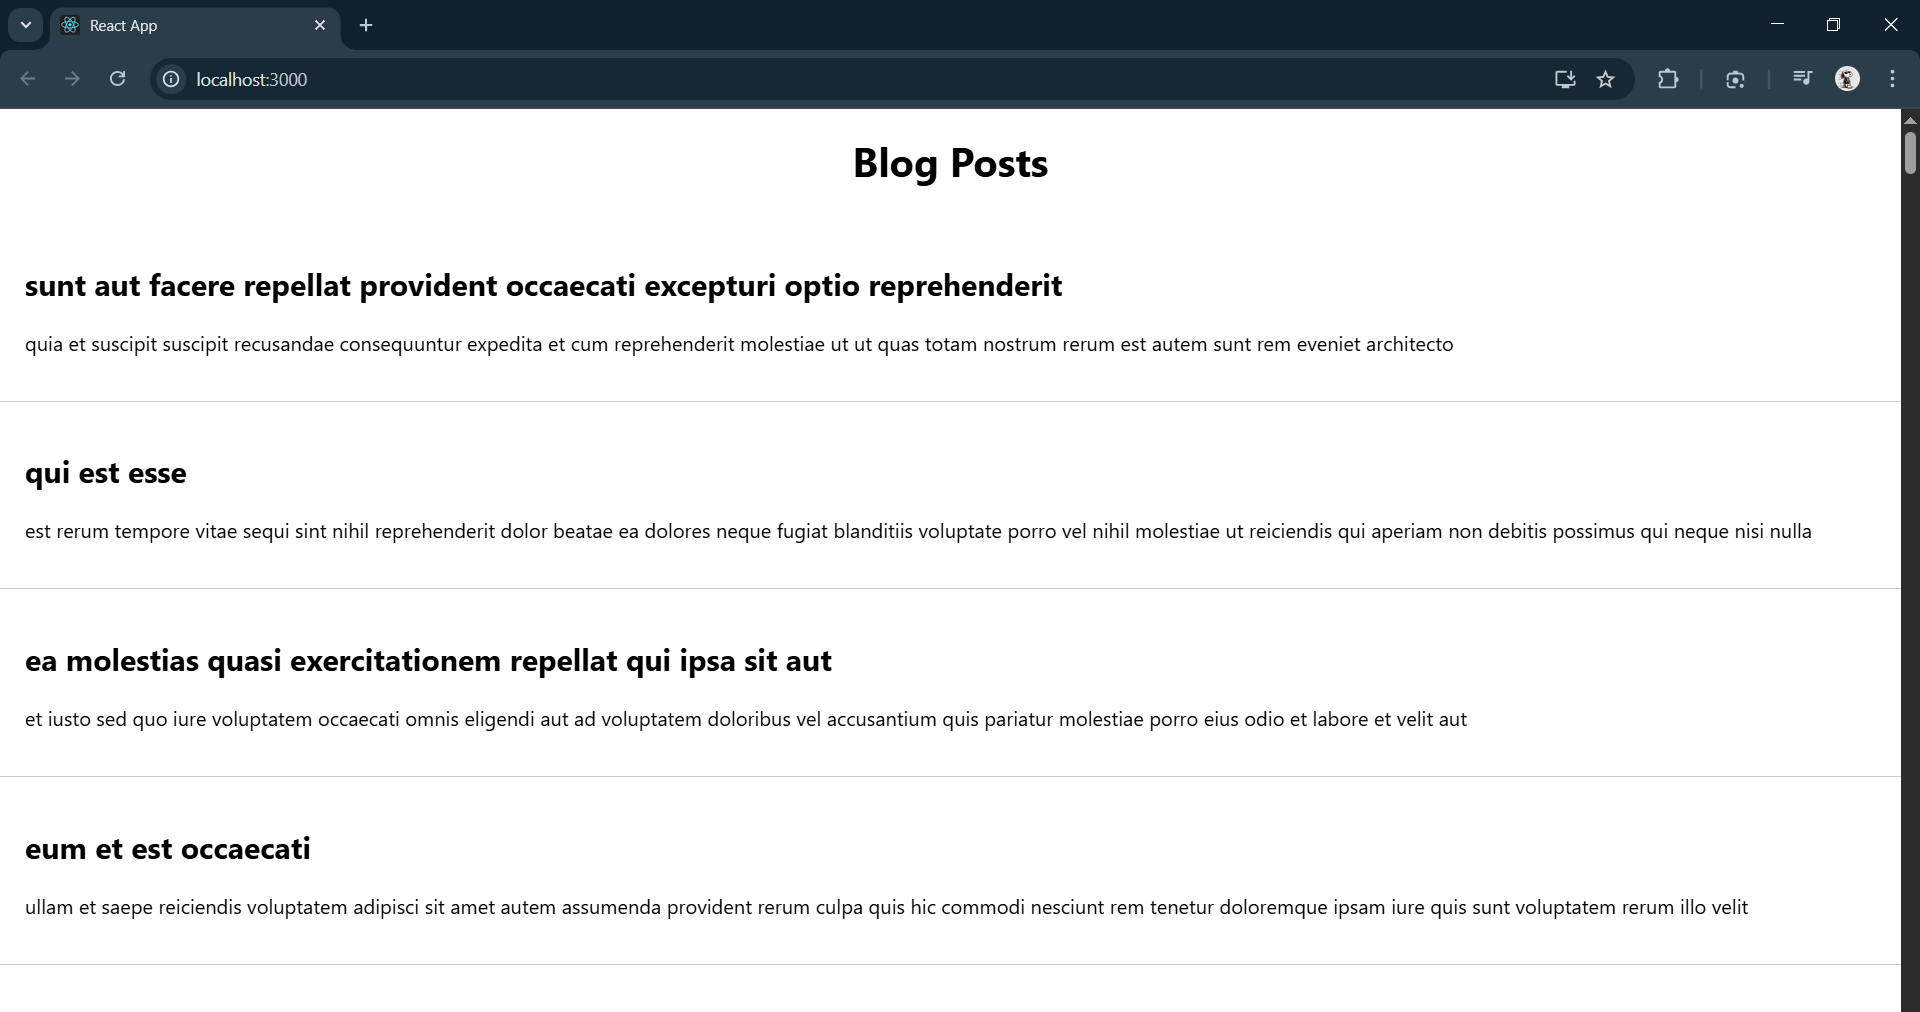 React App
localhost:3000
Blog Posts
sunt aut facere repellat provident occaecati excepturi optio reprehenderit
quia et suscipit suscipit recusandae consequuntur expedita et cum reprehenderit molestiae ut ut quas totam nostrum rerum est autem sunt rem eveniet architecto
qui est esse
est rerum tempore vitae sequi sint nihil reprehenderit dolor beatae ea dolores neque fugiat blanditiis voluptate porro vel nihil molestiae ut reiciendis qui aperiam non debitis possimus qui neque nisi nulla
ea molestias quasi exercitationem repellat qui ipsa sit aut
et iusto sed quo iure voluptatem occaecati omnis eligendi aut ad voluptatem doloribus vel accusantium quis pariatur molestiae porro eius odio et labore et velit aut
eum et est occaecati
ullam et saepe reiciendis voluptatem adipisci sit amet autem assumenda provident rerum culpa quis hic commodi nesciunt rem tenetur doloremque ipsam iure quis sunt voluptatem rerum illo velit